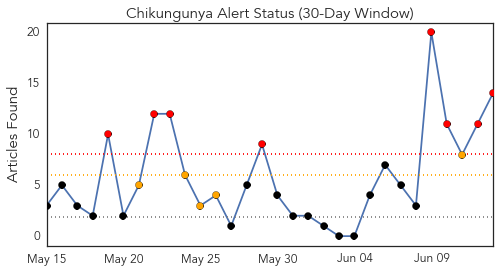 Chikungunya Alert Status (30-Day Window)
Articles Found
20
15
10
5
0
May 15
May 20
May 25
May 30
Jun 04
Jun 09